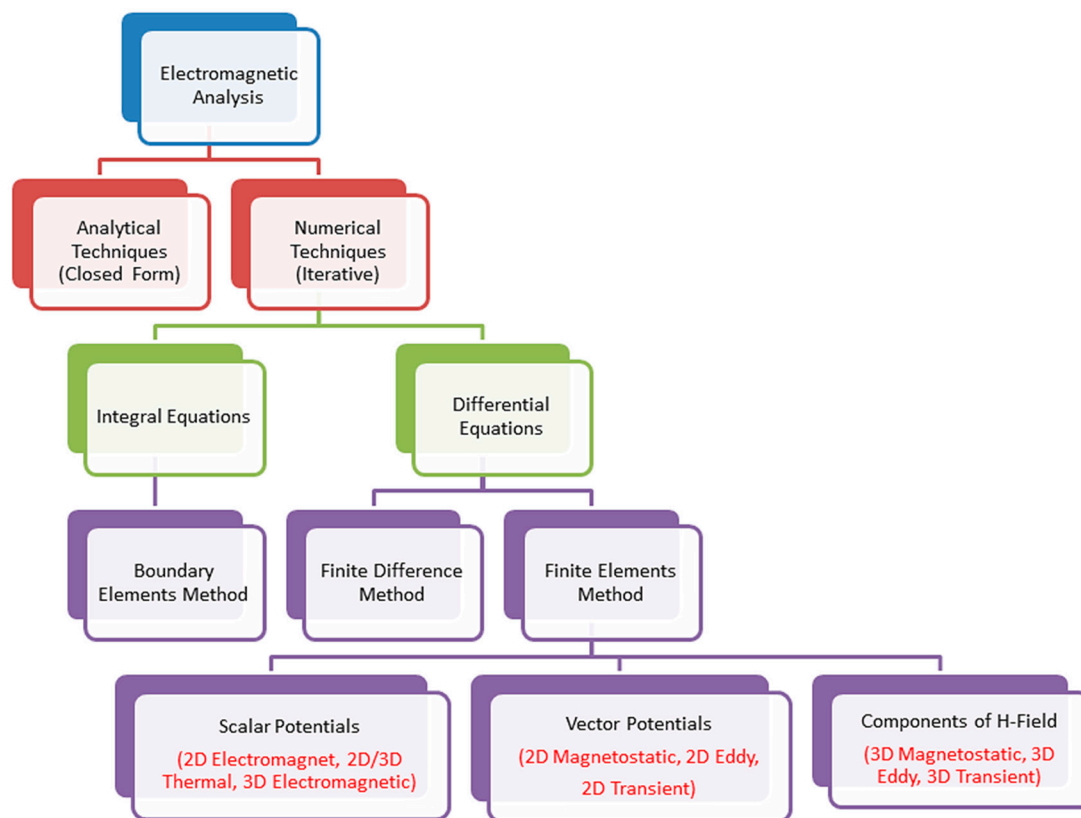 Electromagnetic
Analysis
Analytical
Techniques
(Closed Form)
Numerical
Techniques
(Iterative)
Integral Equations
Differential
Equations
Boundary
Elements Method
Finite Difference
Method
Finite Elements
Method
Scalar Potentials
(2D Electromagnet, 2D/3D
Thermal, 3D Electromagnetic)
Vector Potentials
(2D Magnetostatic, 2D Eddy,
2D Transient)
Components of H-Field
(3D Magnetostatic, 3D
Eddy, 3D Transient)